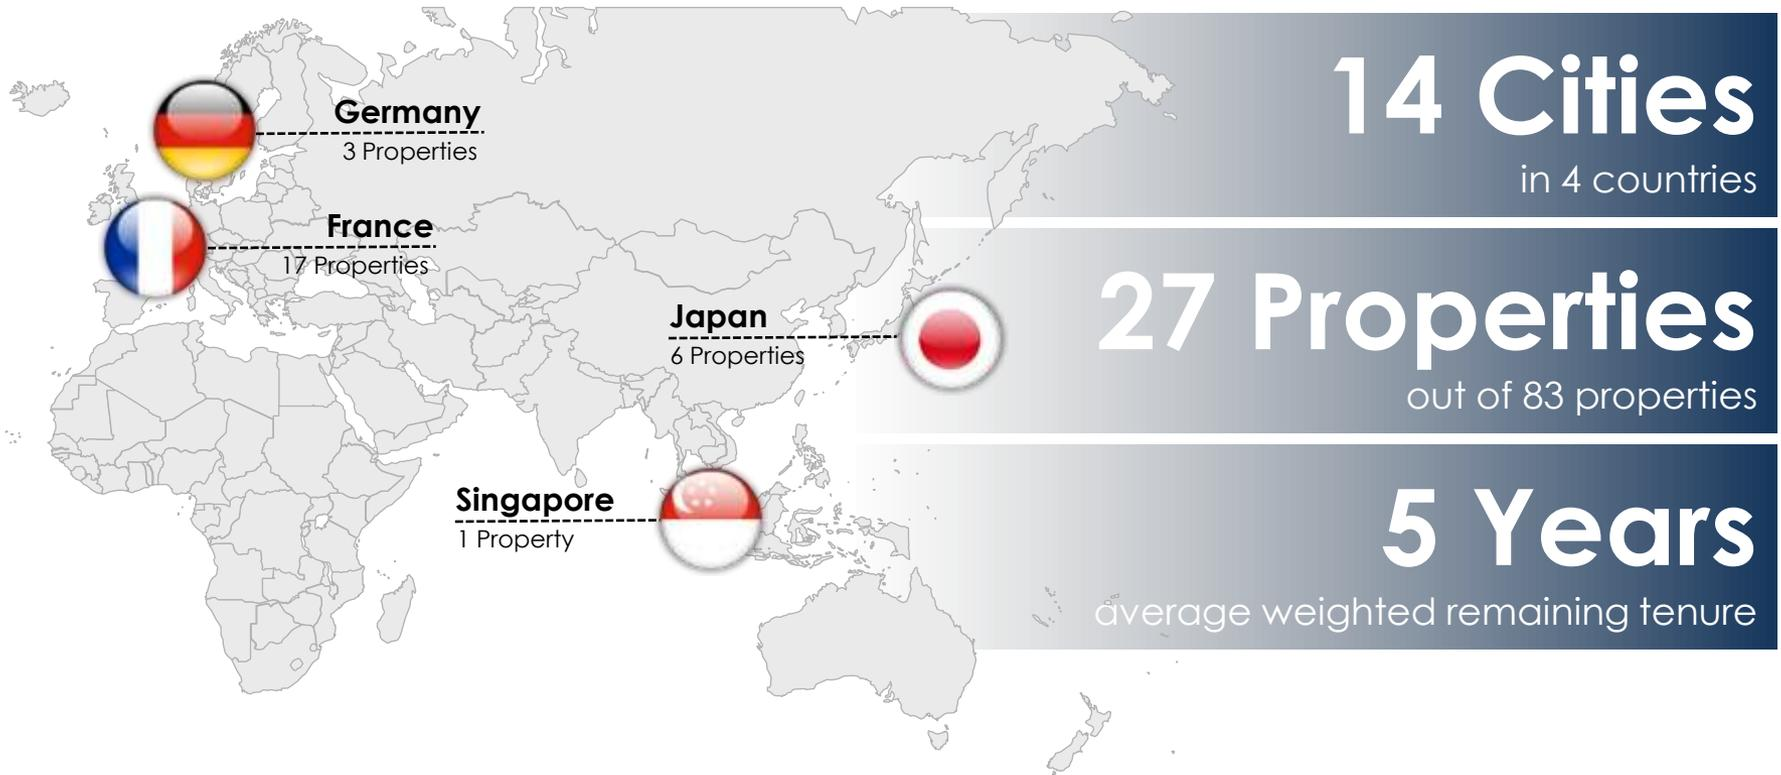 Germany
3 Properties
France
17 Properties
Japan
6 Properties
Singapore
1 Property
14 Cities
in 4 countries
27 Properties
out of 83 properties
5 Years
average weighted remaining tenure